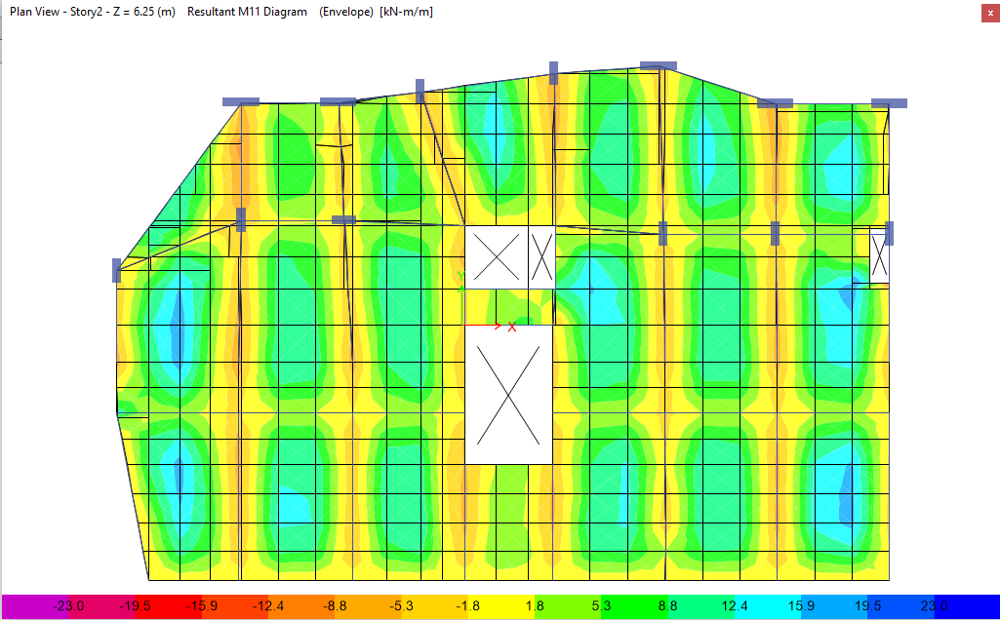 Plan View - Story2 - Z = 6.25 (m) Resultant M11 Diagram (Envelope) [kN-m/m]
x
Y
X
-23.0 -19.5 -15.9 -12.4 -8.8 -5.3 -1.8 1.8 5.3 8.8 12.4 15.9 19.5 23.0